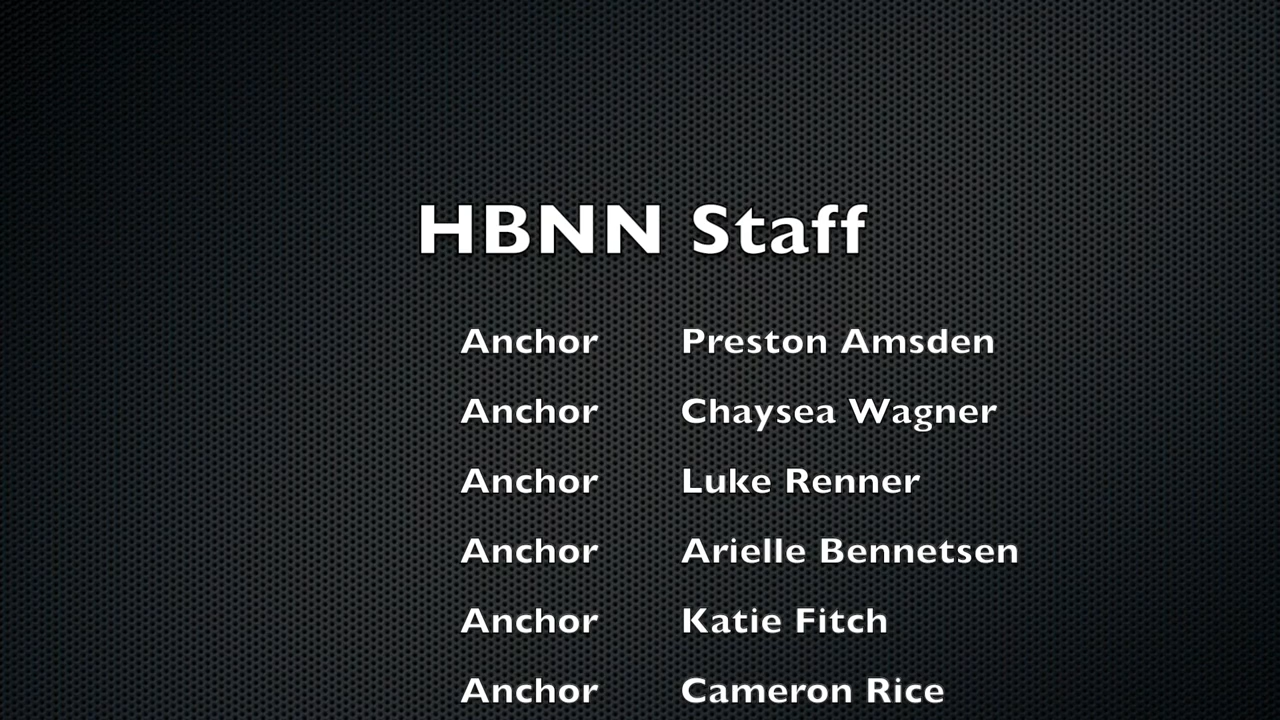 HBNN Staff
Anchor Preston Amsden
Anchor Chaysea Wagner
Anchor Luke Renner
Anchor Arielle Bennetsen
Anchor Katie Fitch
Anchor Cameron Rice